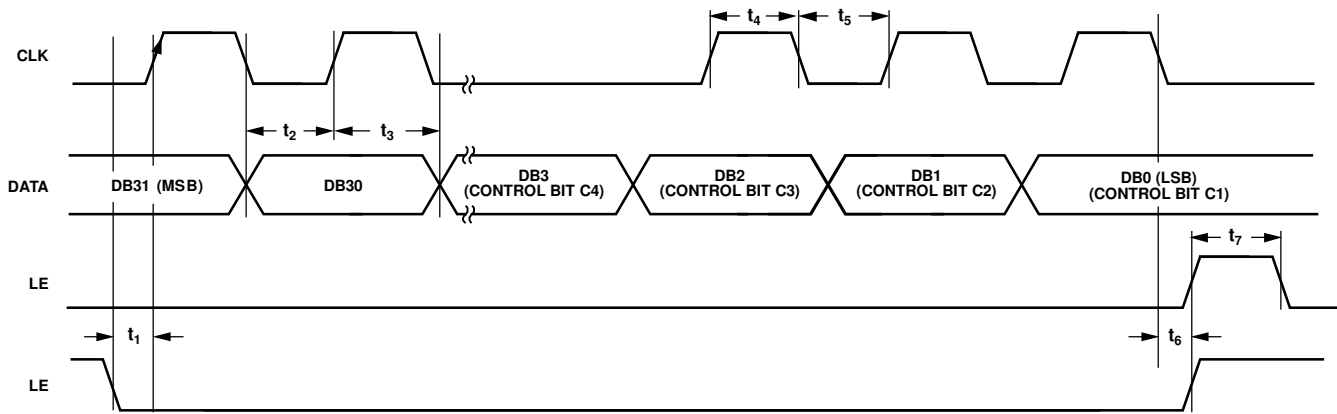 t4
t5
CLK
t2
t3
DATA
DB31 (MSB)
DB30
DB3
(CONTROL BIT C4)
DB2
(CONTROL BIT C3)
DB1
(CONTROL BIT C2)
DB0 (LSB)
(CONTROL BIT C1)
t7
LE
t1
t6
LE